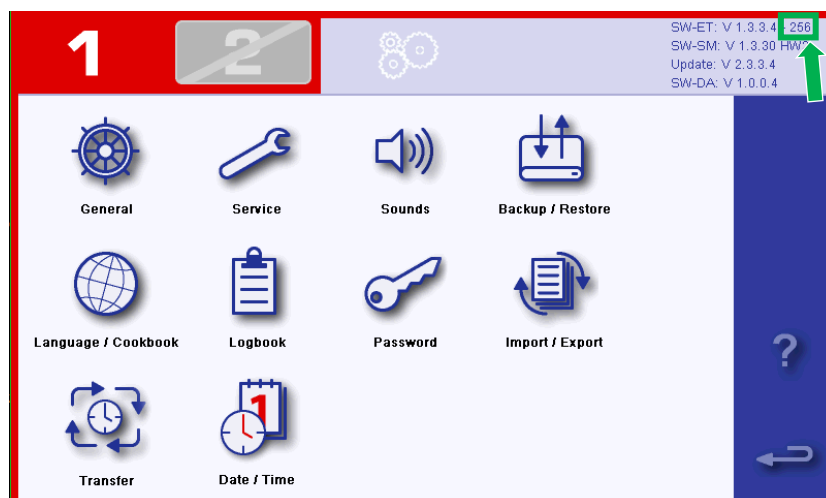 1
2
SW-ET: V 1.3.3.4 - 256
SW-SM: V 1.3.30
Update: V 2.3.3.4
SW-DA: V 1.0.0.4
General
Service
Sounds
Backup / Restore
Language / Cookbook
Logbook
Password
Import / Export
1
Transfer
Date / Time
?